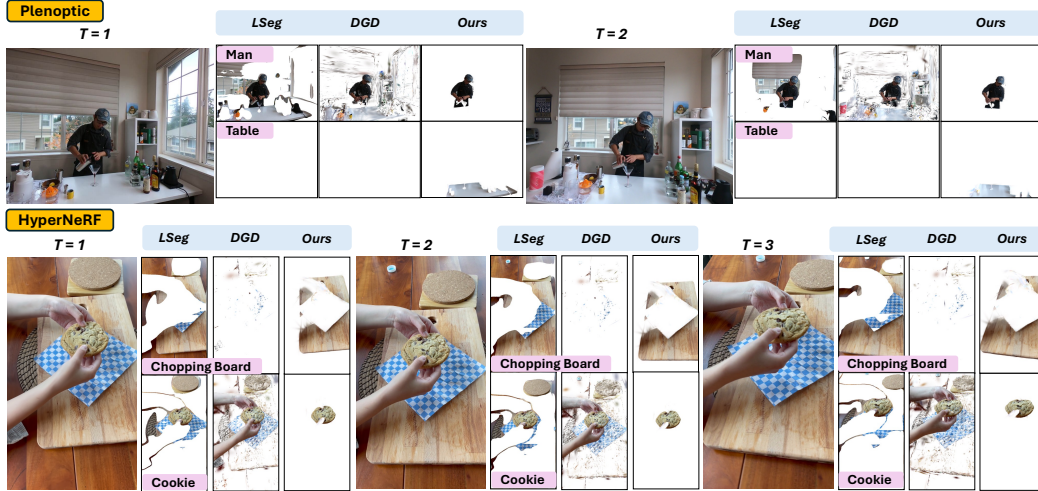 Plenoptic
T = 1
LSeg
DGD
Ours
T = 2
LSeg
DGD
Ours
Man
Man
Table
Table
HyperNeRF
T = 1
LSeg
DGD
Ours
T = 2
LSeg
DGD
Ours
T = 3
LSeg
DGD
Ours
Chopping Board
Chopping Board
Chopping Board
Cookie
Cookie
Cookie